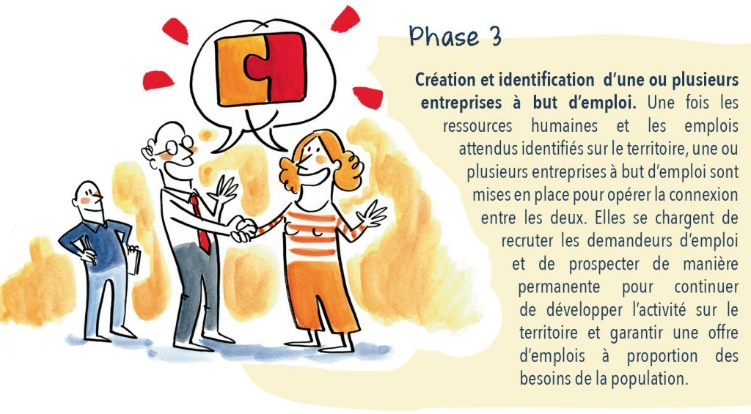 Phase 3
Création et identification d'une ou plusieurs
entreprises à but d'emploi. Une fois les
ressources humaines et les emplois
attendus identifiés sur le territoire, une ou
plusieurs entreprises à but d'emploi sont
mises en place pour opérer la connexion
entre les deux. Elles se chargent de
recruter les demandeurs d'emploi
et de prospecter de manière
permanente pour continuer
de développer l'activité sur le
territoire et garantir une offre
d'emplois à proportion des
besoins de la population.